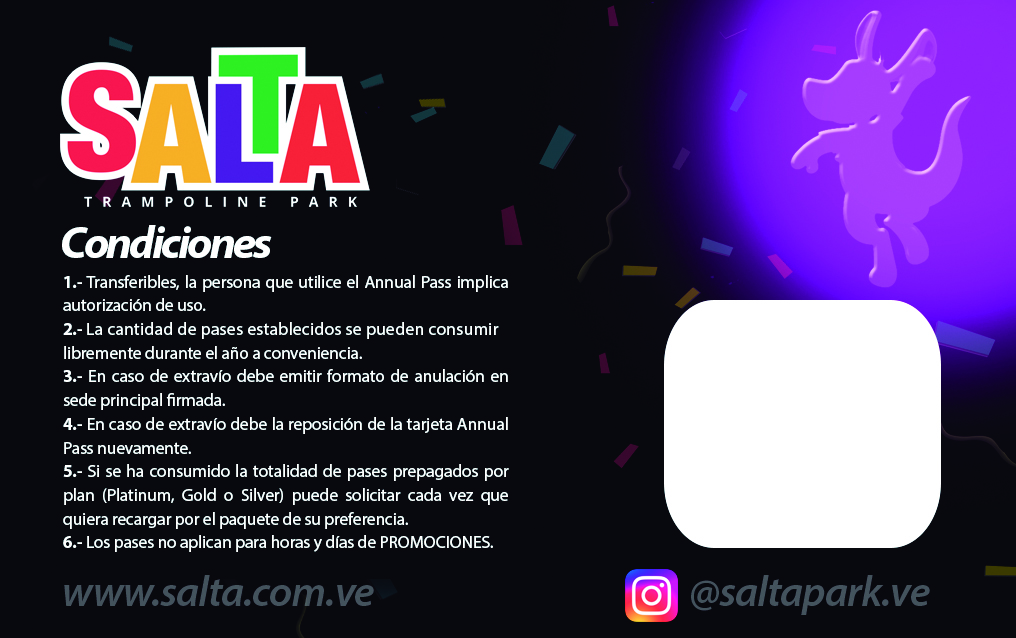 SALTA
TRAMPOLINE PARK
Condiciones
1.- Transferibles, la persona que utilice el Annual Pass implica
autorización de uso.
2.- La cantidad de pases establecidos se pueden consumir
libremente durante el año a conveniencia.
3.- En caso de extravío debe emitir formato de anulación en
sede principal firmada.
4.- En caso de extravío debe la reposición de la tarjeta Annual
Pass nuevamente.
5.- Si se ha consumido la totalidad de pases prepagados por
plan (Platinum, Gold o Silver) puede solicitar cada vez que
quiera recargar por el paquete de su preferencia.
6.- Los pases no aplican para horas y días de PROMOCIONES.
www.salta.com.ve
@saltapark.ve